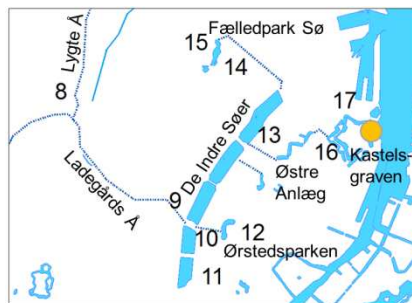 Fælledpark Sø
15
14
Lygte Å
8
17
De Indre Søer
13
16
Kastels-
graven
Østre
Anlæg
Ladegårds Å
9
10
12
Ørstedsparken
11